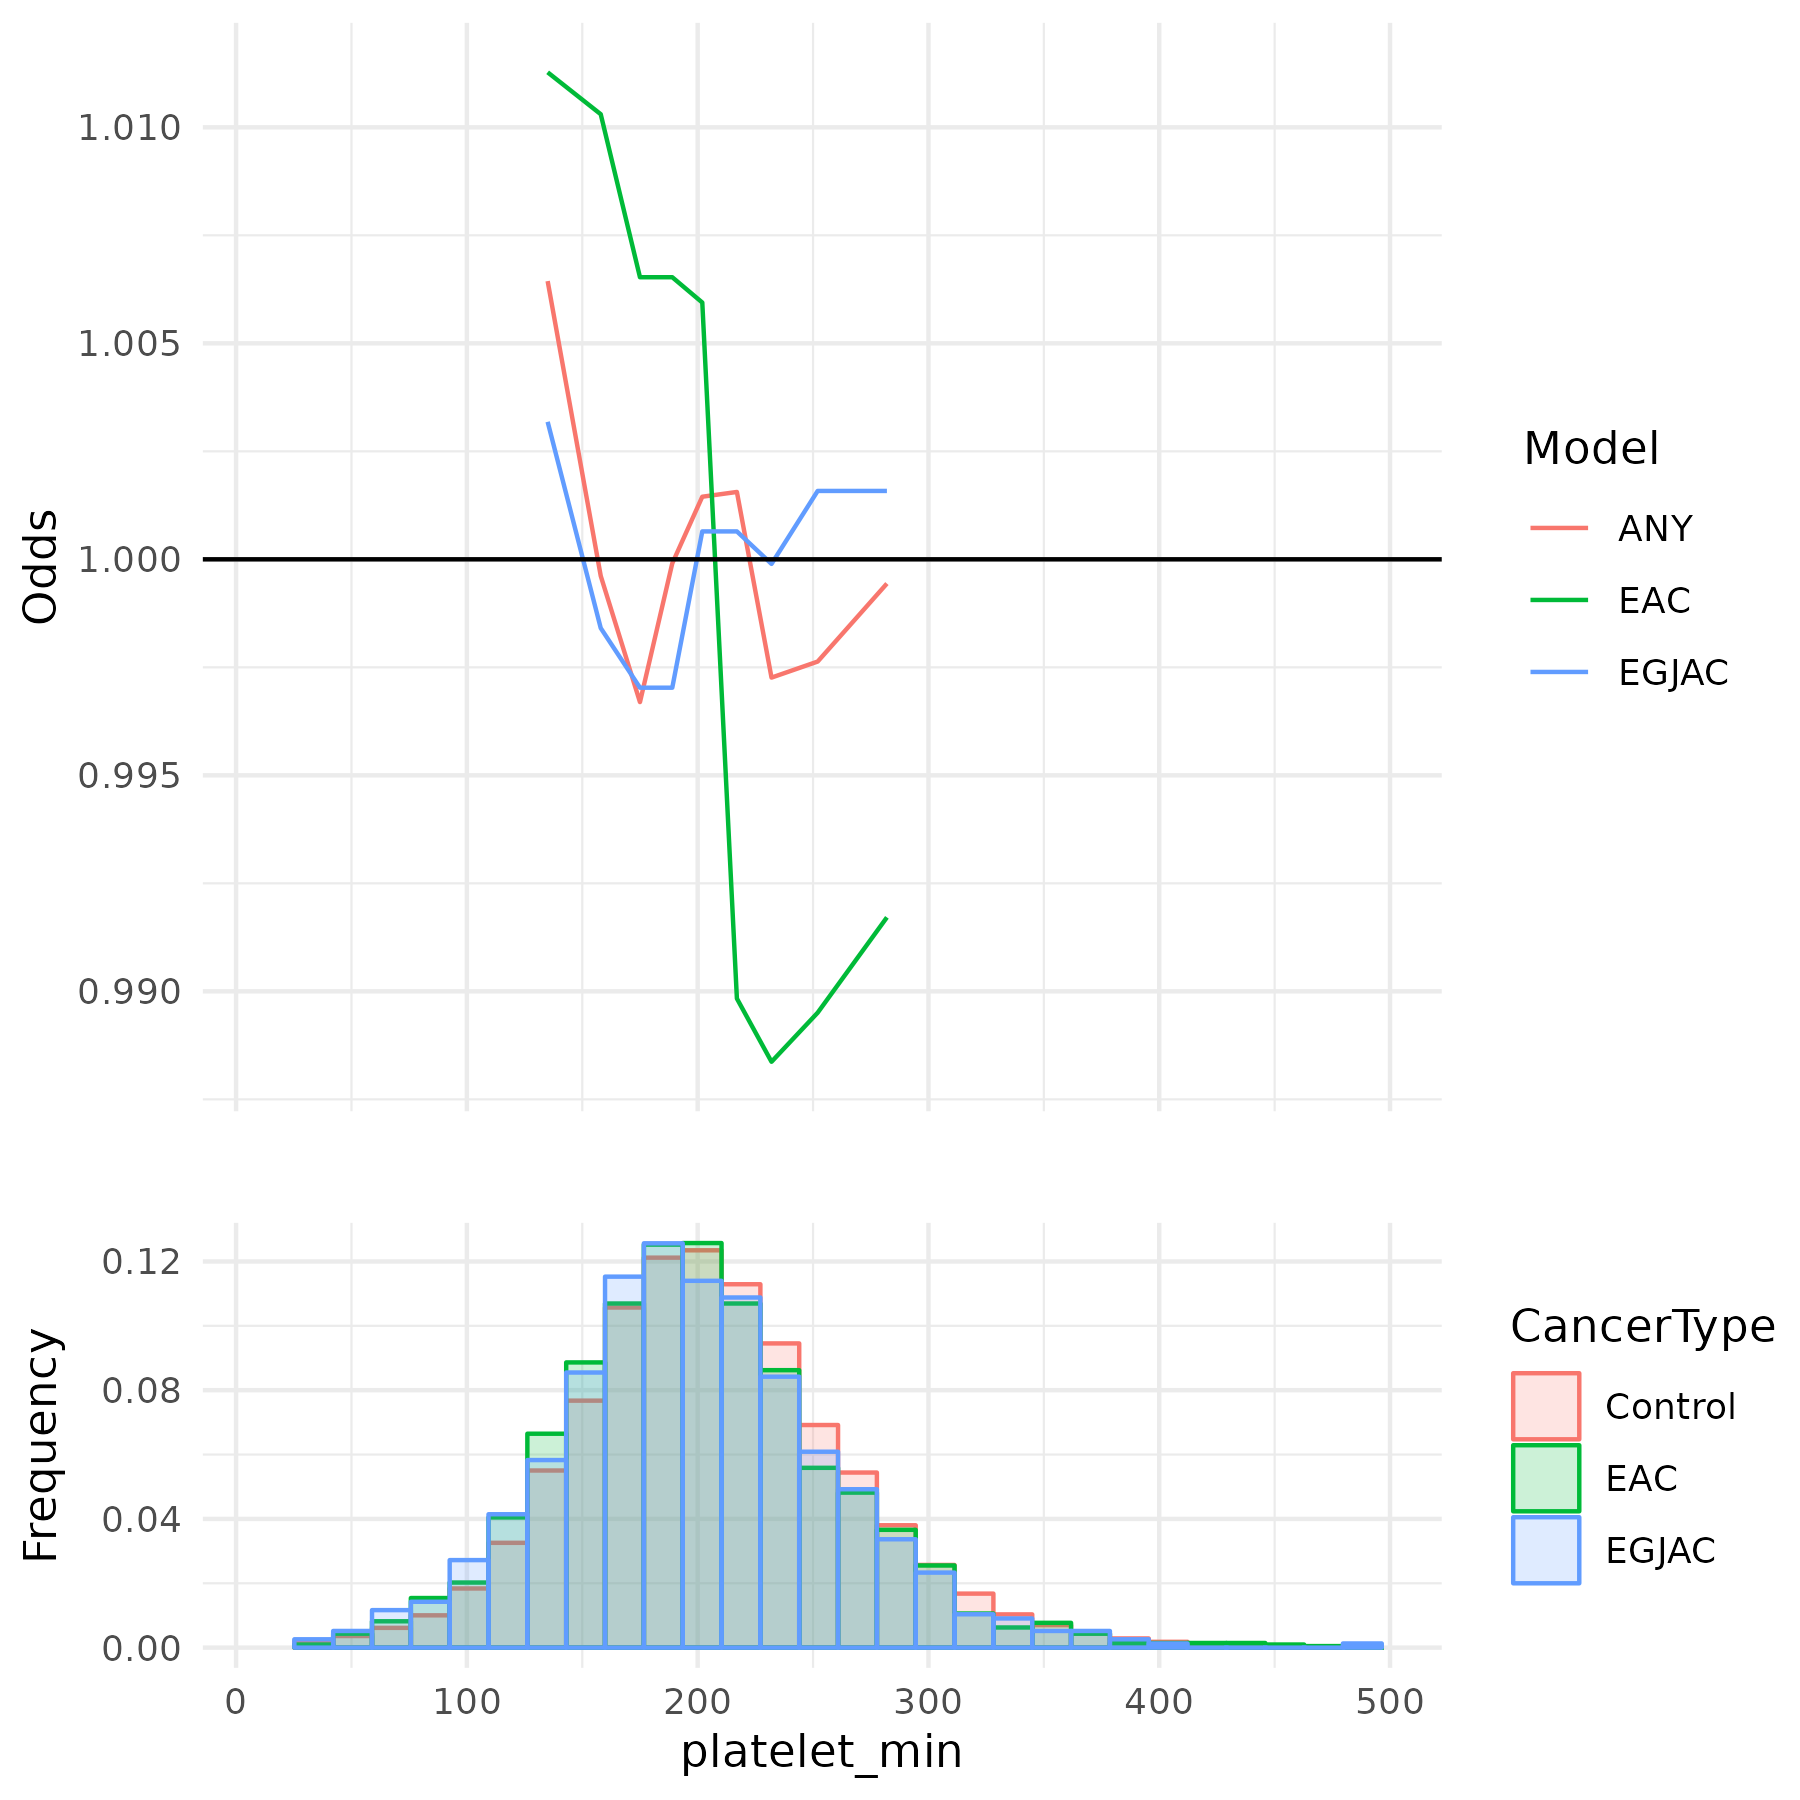 1.010
1.005
1.000
0.995
0.990
Odds
Model
ANY
EAC
EGJAC
0.12
0.08
0.04
0.00
Frequency
0 100 200 300 400 500
platelet_min
CancerType
Control
EAC
EGJAC